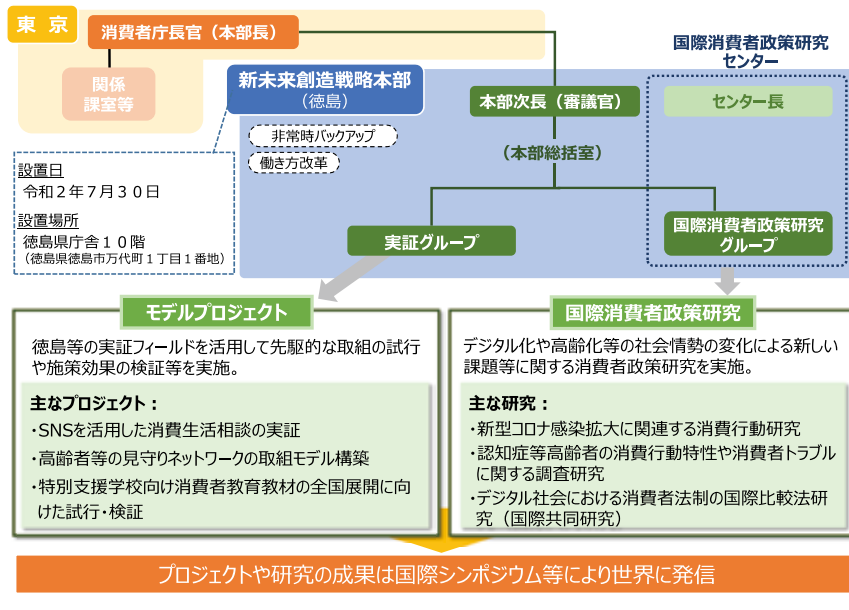 東 京
消費者庁長官（本部長）
関係
課室等
新未来創造戦略本部
（徳島）
非常時バックアップ
働き方改革
本部次長（審議官）
（本部総括室）
国際消費者政策研究
センター
センター長
設置日
令和２年７月３０日
設置場所
徳島県庁舎１０階
（徳島県徳島市万代町１丁目１番地）
実証グループ
国際消費者政策研究
グループ
モデルプロジェクト
徳島等の実証フィールドを活用して先駆的な取組の試行
や施策効果の検証等を実施。
主なプロジェクト：
・SNSを活用した消費生活相談の実証
・高齢者等の見守りネットワークの取組モデル構築
・特別支援学校向け消費者教育教材の全国展開に向
けた試行・検証
国際消費者政策研究
デジタル化や高齢化等の社会情勢の変化による新しい
課題等に関する消費者政策研究を実施。
主な研究：
・新型コロナ感染拡大に関連する消費行動研究
・認知症等高齢者の消費行動特性や消費者トラブル
に関する調査研究
・デジタル社会における消費者法制の国際比較法研
究（国際共同研究）
プロジェクトや研究の成果は国際シンポジウム等により世界に発信